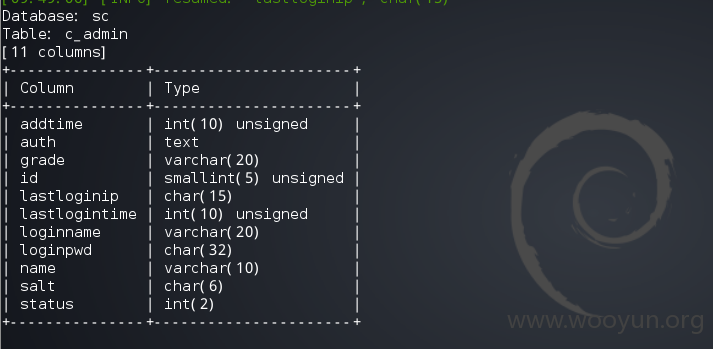 [09:49:06] [INFO] resumed: "lastloginip", "char(15)"
Database: sc
Table: c_admin
[11 columns]
+---------------+----------------------+
| Column | Type |
+---------------+----------------------+
| addtime | int(10) unsigned |
| auth | text |
| grade | varchar(20) |
| id | smallint(5) unsigned |
| lastloginip | char(15) |
| lastlogintime | int(10) unsigned |
| loginname | varchar(20) |
| loginpwd | char(32) |
| name | varchar(10) |
| salt | char(6) |
| status | int(2) |
+---------------+----------------------+
www.wooyun.org